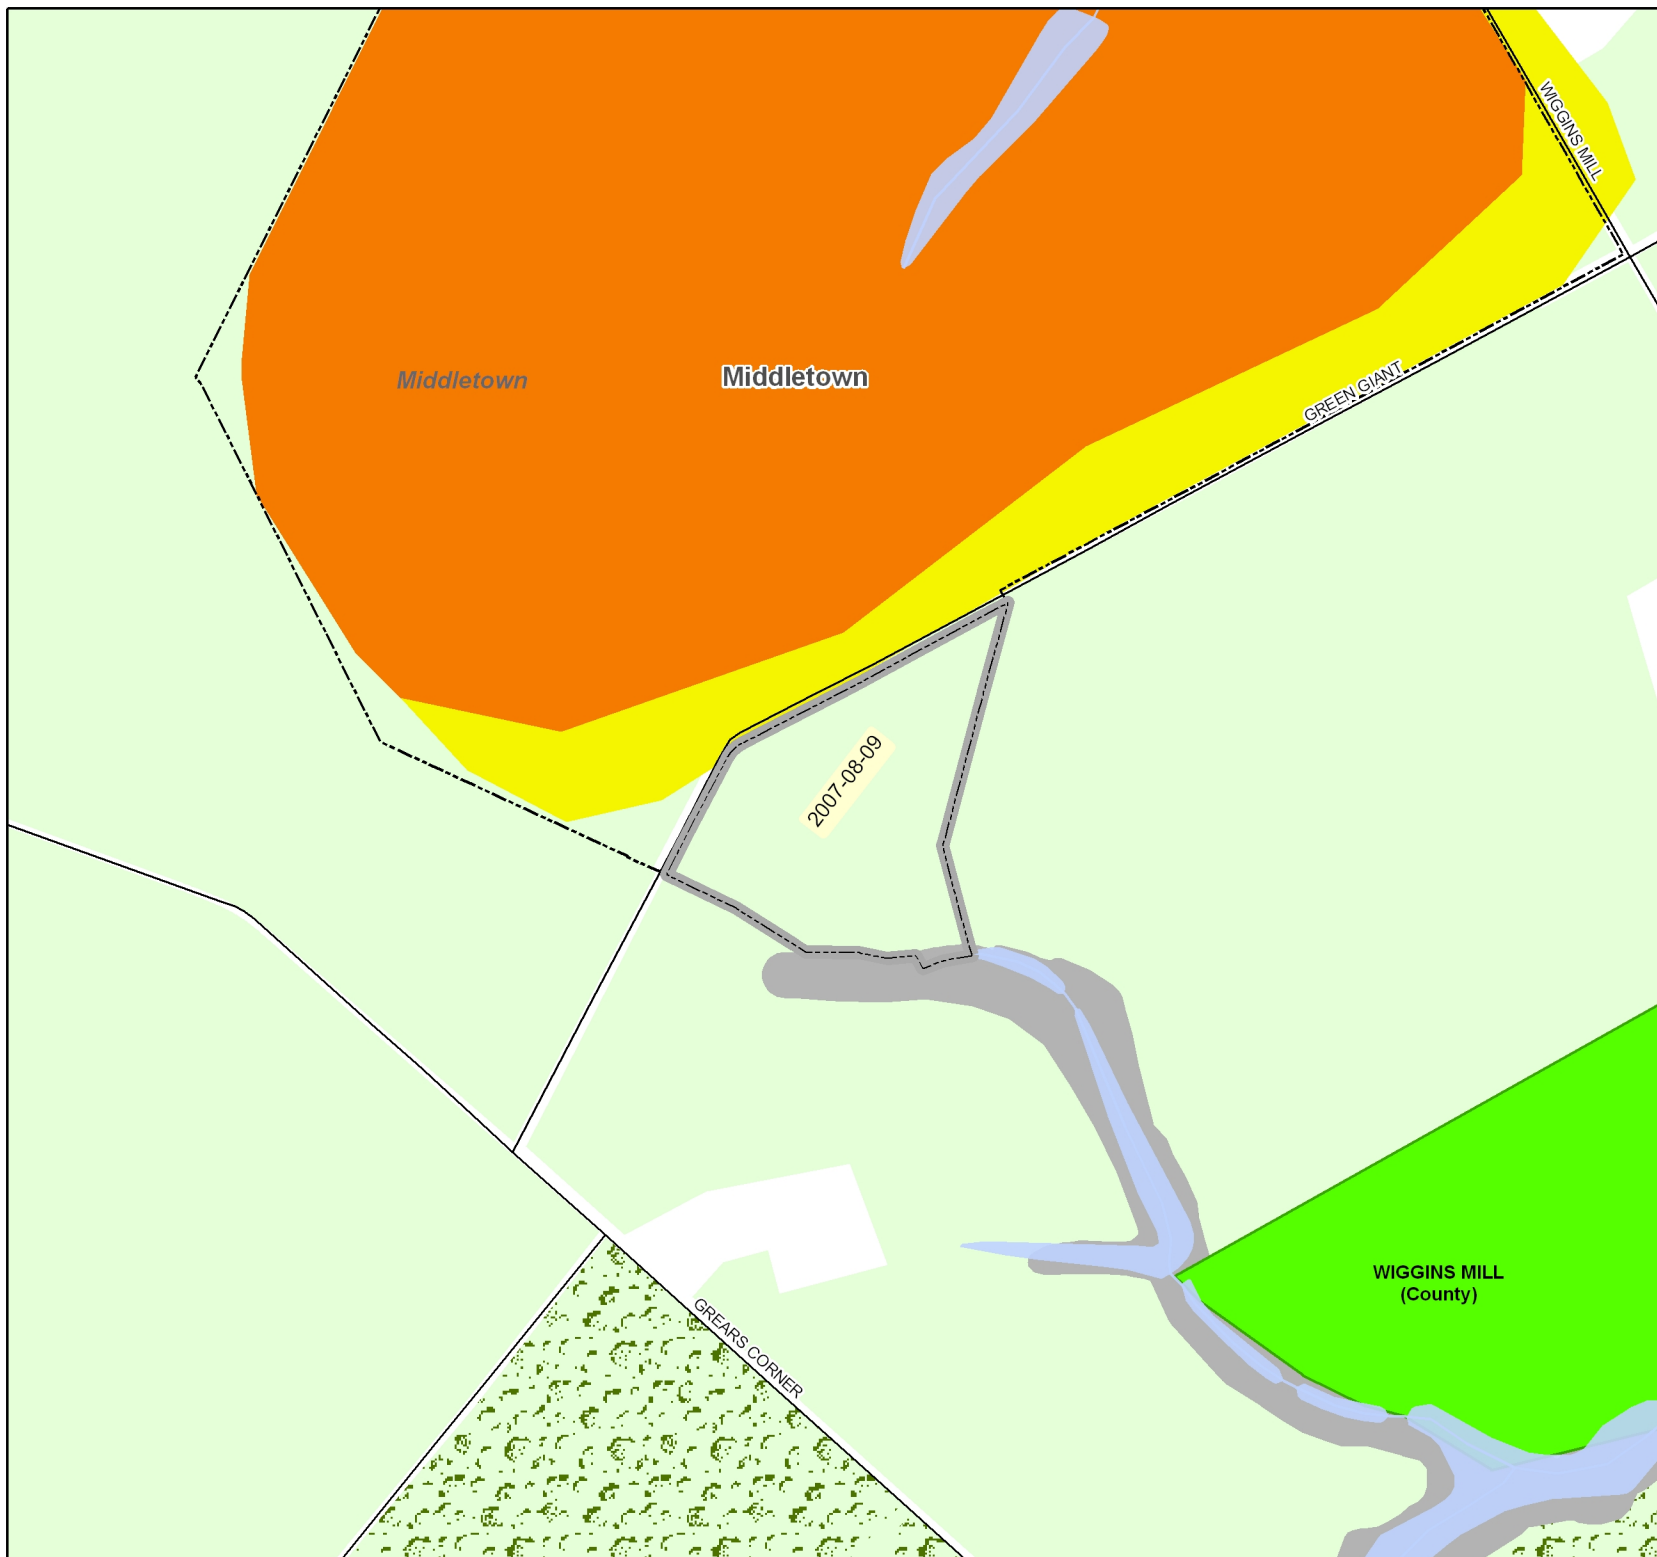 WIGGINS MILL
Middletown
Middletown
GREEN GIANT
2007-08-09
WIGGINS MILL
(County)
GREARS CORNER